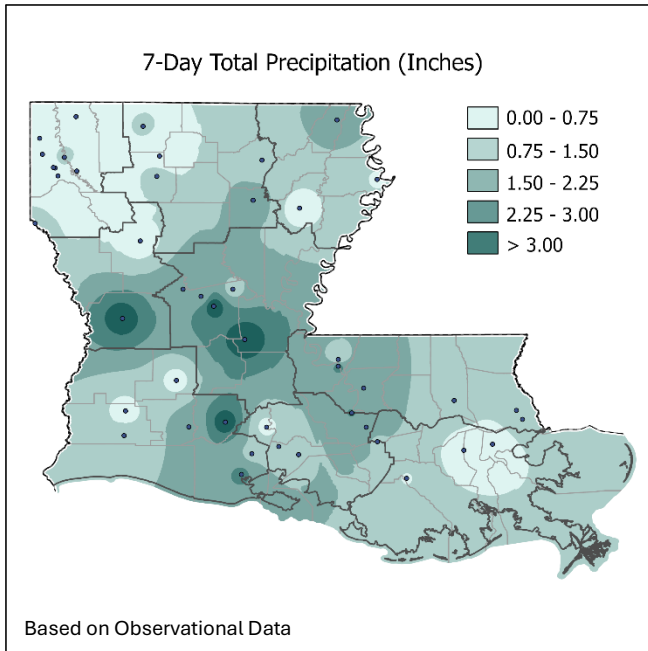 7-Day Total Precipitation (Inches)
0.00 - 0.75
0.75 - 1.50
1.50 - 2.25
2.25 - 3.00
> 3.00
Based on Observational Data